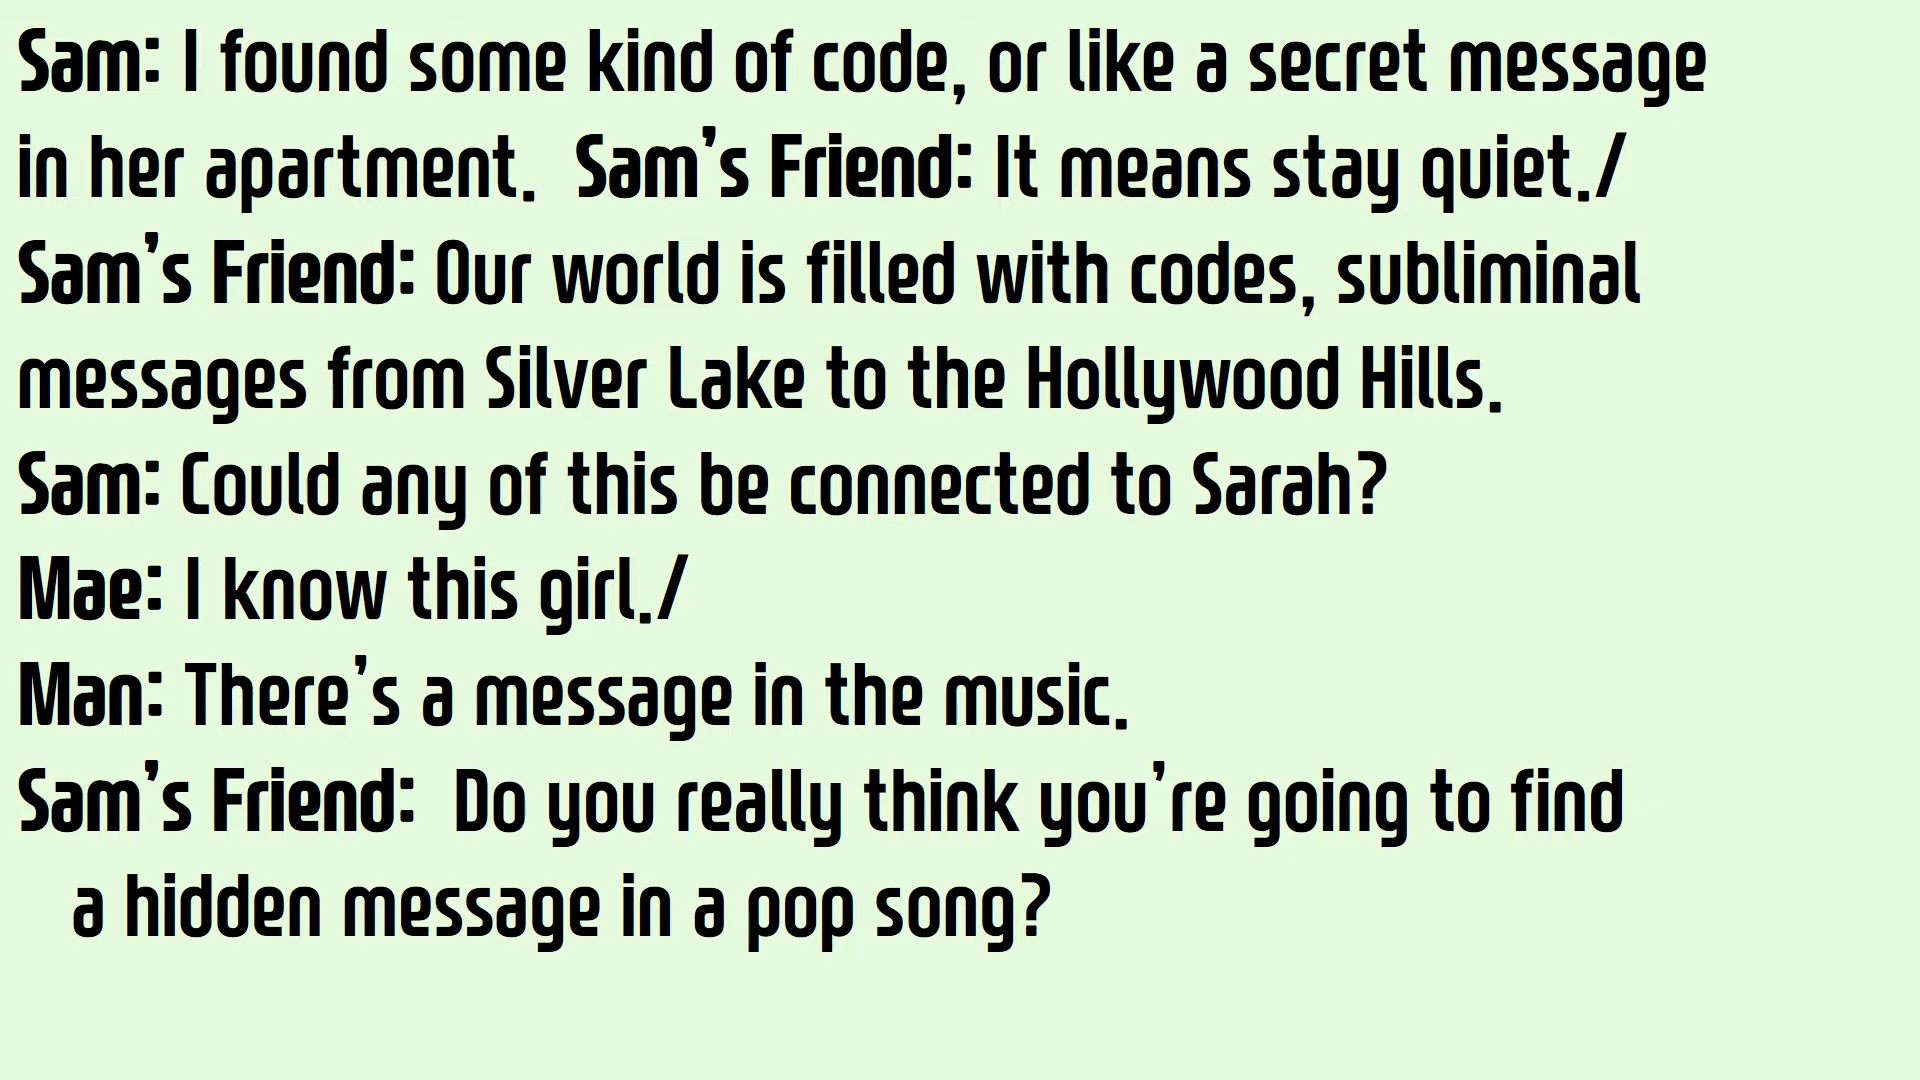 Sam: I found some kind of code, or like a secret message
in her apartment.  Sam's Friend: It means stay quiet./
Sam's Friend: Our world is filled with codes, subliminal
messages from Silver Lake to the Hollywood Hills.
Sam: Could any of this be connected to Sarah?
Mae: I know this girl./
Man: There's a message in the music.
Sam's Friend:  Do you really think you're going to find
a hidden message in a pop song?